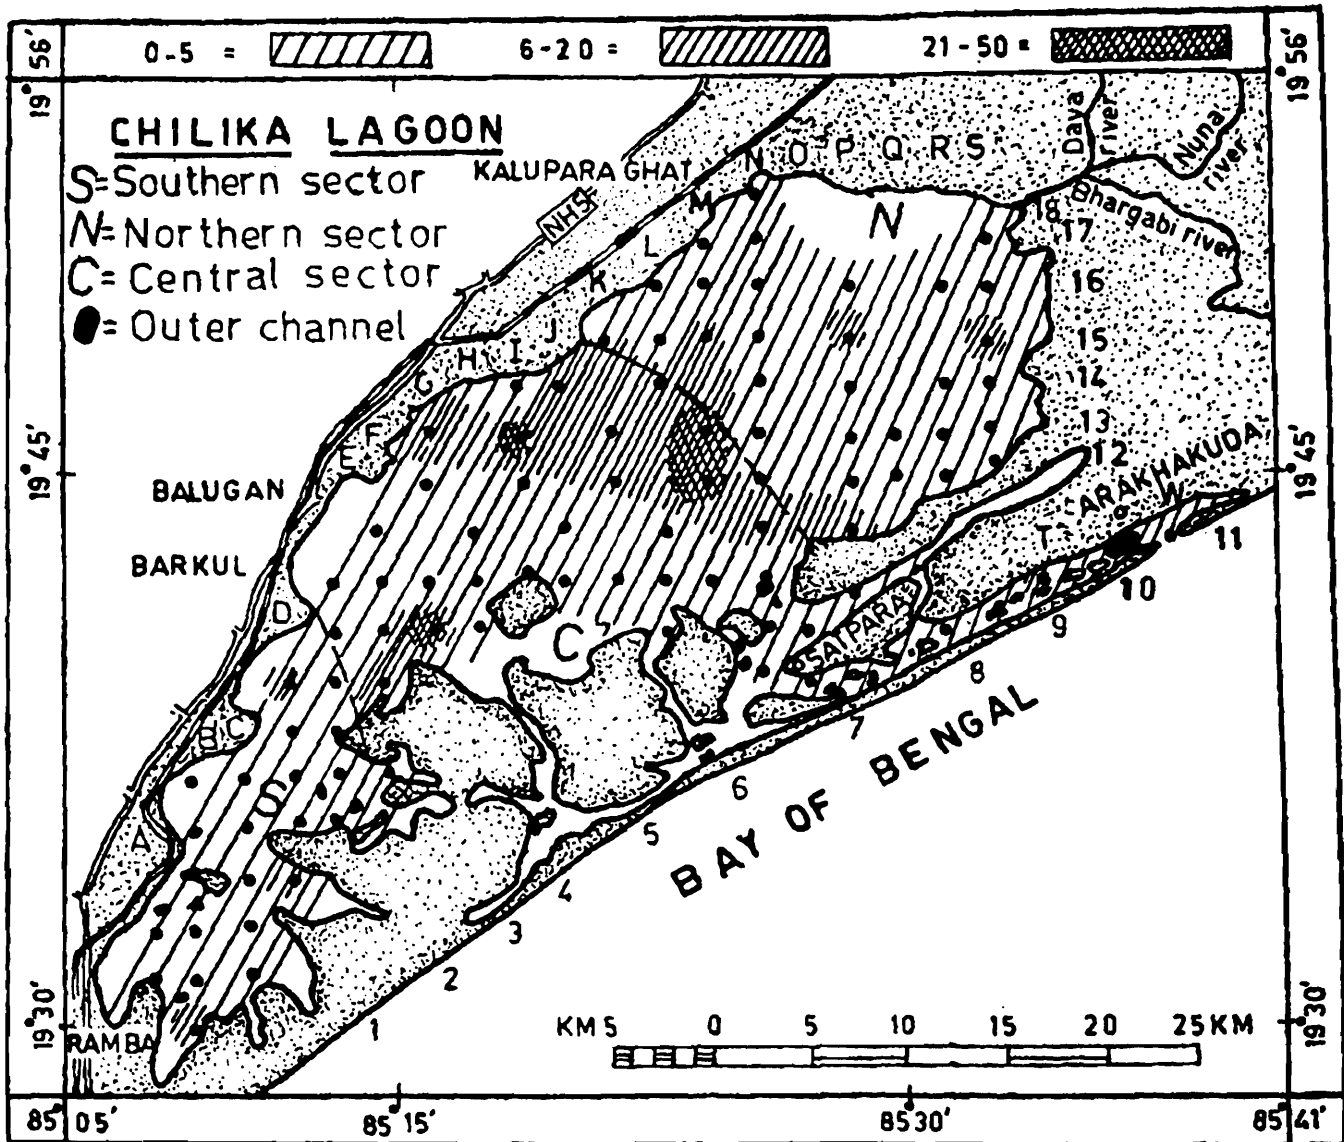 0-5 =
6-20 =
21-50 =
19°56'
19°56'
CHILIKA LAGOON
S=Southern sector
N=Northern sector
C=Central sector
= Outer channel
KALUPARA GHAT
NH5
Daya river
Nuna river
Bhargabi river
N O P Q R S
M
L
K
J
I
H
G
F
E
D
C
B
A
N
C
S
18
17
16
15
14
13
12
11
10
9
8
7
6
5
4
3
2
1
19°45'
19°45'
BALUGAN
BARKUL
T
ARAKHAKUDA
SATPARA
BAY OF BENGAL
19°30'
19°30'
RAMBA
KM 5 0 5 10 15 20 25 KM
85°05'
85°15'
85°30'
85°41'